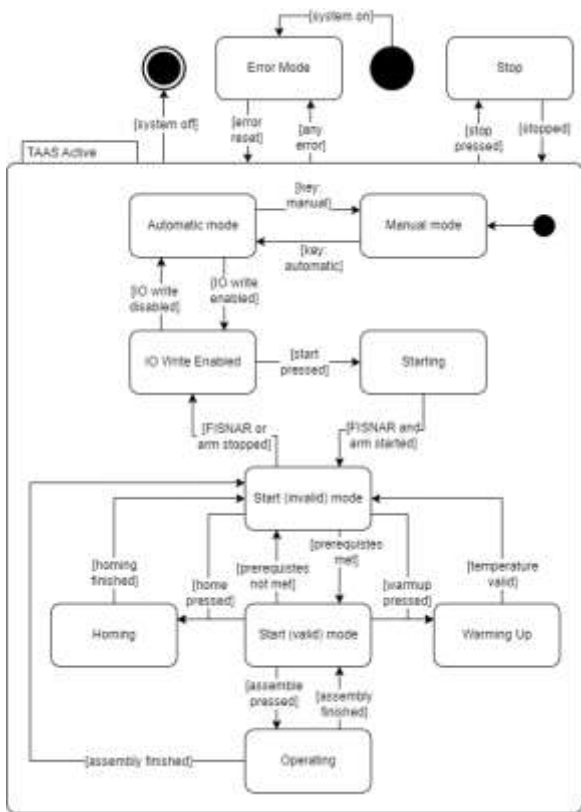 [system on]
Error Mode
Stop
[system off]
[error
reset]
[any
error]
[stop
pressed]
[stopped]
TAAS Active
[key:
manual]
Automatic mode
Manual mode
[key:
automatic]
[IO write
disabled]
[IO write
enabled]
IO Write Enabled
[start
pressed]
Starting
[FISNAR or
arm stopped]
[FISNAR and
arm started]
Start (invalid) mode
[homing
finished]
[home
pressed]
[prerequistes
not met]
[prerequistes
met]
[warmup
pressed]
[temperature
valid]
Homing
Start (valid) mode
Warming Up
[assemble
pressed]
[assembly
finished]
[assembly finished]
Operating